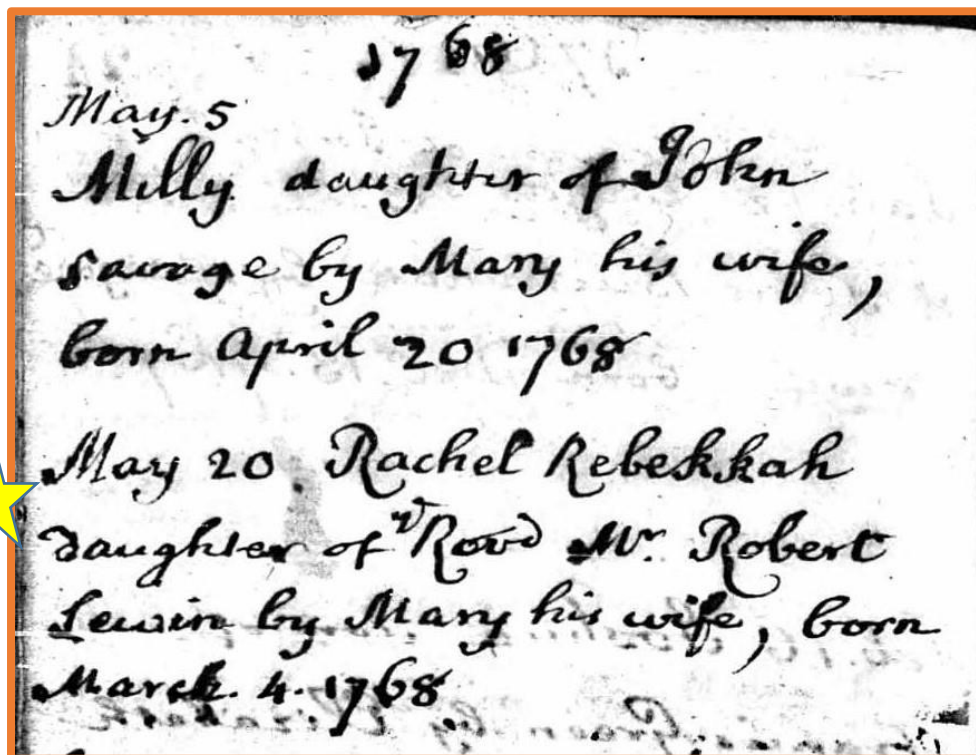 1768
May. 5
Milly daughter of John
savage by Mary his wife,
born April 20 1768
May 20. Rachel Rebekkah
daughter of Revd Mr. Robert
Lewin by Mary his wife, born
March. 4. 1768.